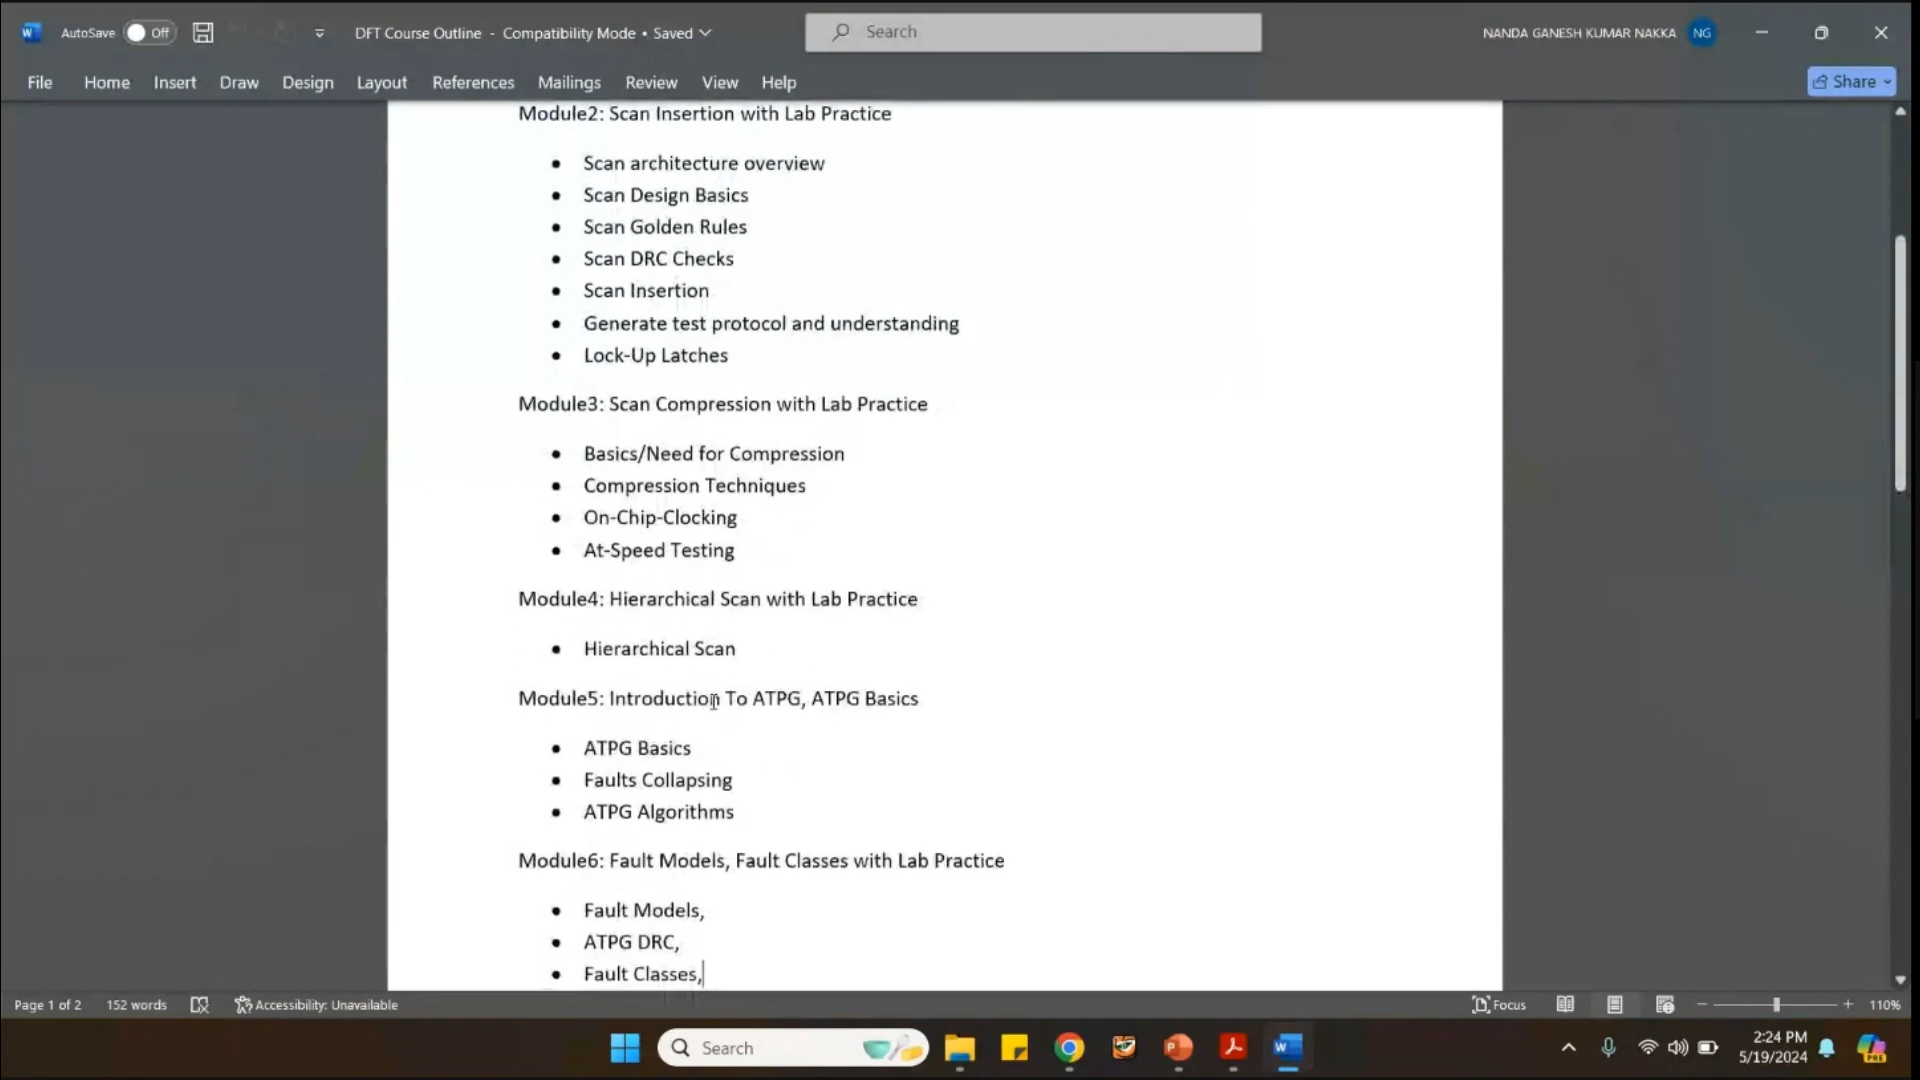 AutoSave Off DFT Course Outline - Compatibility Mode • Saved Search NANDA GANESH KUMAR NAKKA NG
File Home Insert Draw Design Layout References Mailings Review View Help Share
Module2: Scan Insertion with Lab Practice
• Scan architecture overview
• Scan Design Basics
• Scan Golden Rules
• Scan DRC Checks
• Scan Insertion
• Generate test protocol and understanding
• Lock-Up Latches
Module3: Scan Compression with Lab Practice
• Basics/Need for Compression
• Compression Techniques
• On-Chip-Clocking
• At-Speed Testing
Module4: Hierarchical Scan with Lab Practice
• Hierarchical Scan
Module5: Introduction To ATPG, ATPG Basics
• ATPG Basics
• Faults Collapsing
• ATPG Algorithms
Module6: Fault Models, Fault Classes with Lab Practice
• Fault Models,
• ATPG DRC,
• Fault Classes,
Page 1 of 2 152 words Accessibility: Unavailable Focus 110%
Search 2:24 PM
5/19/2024